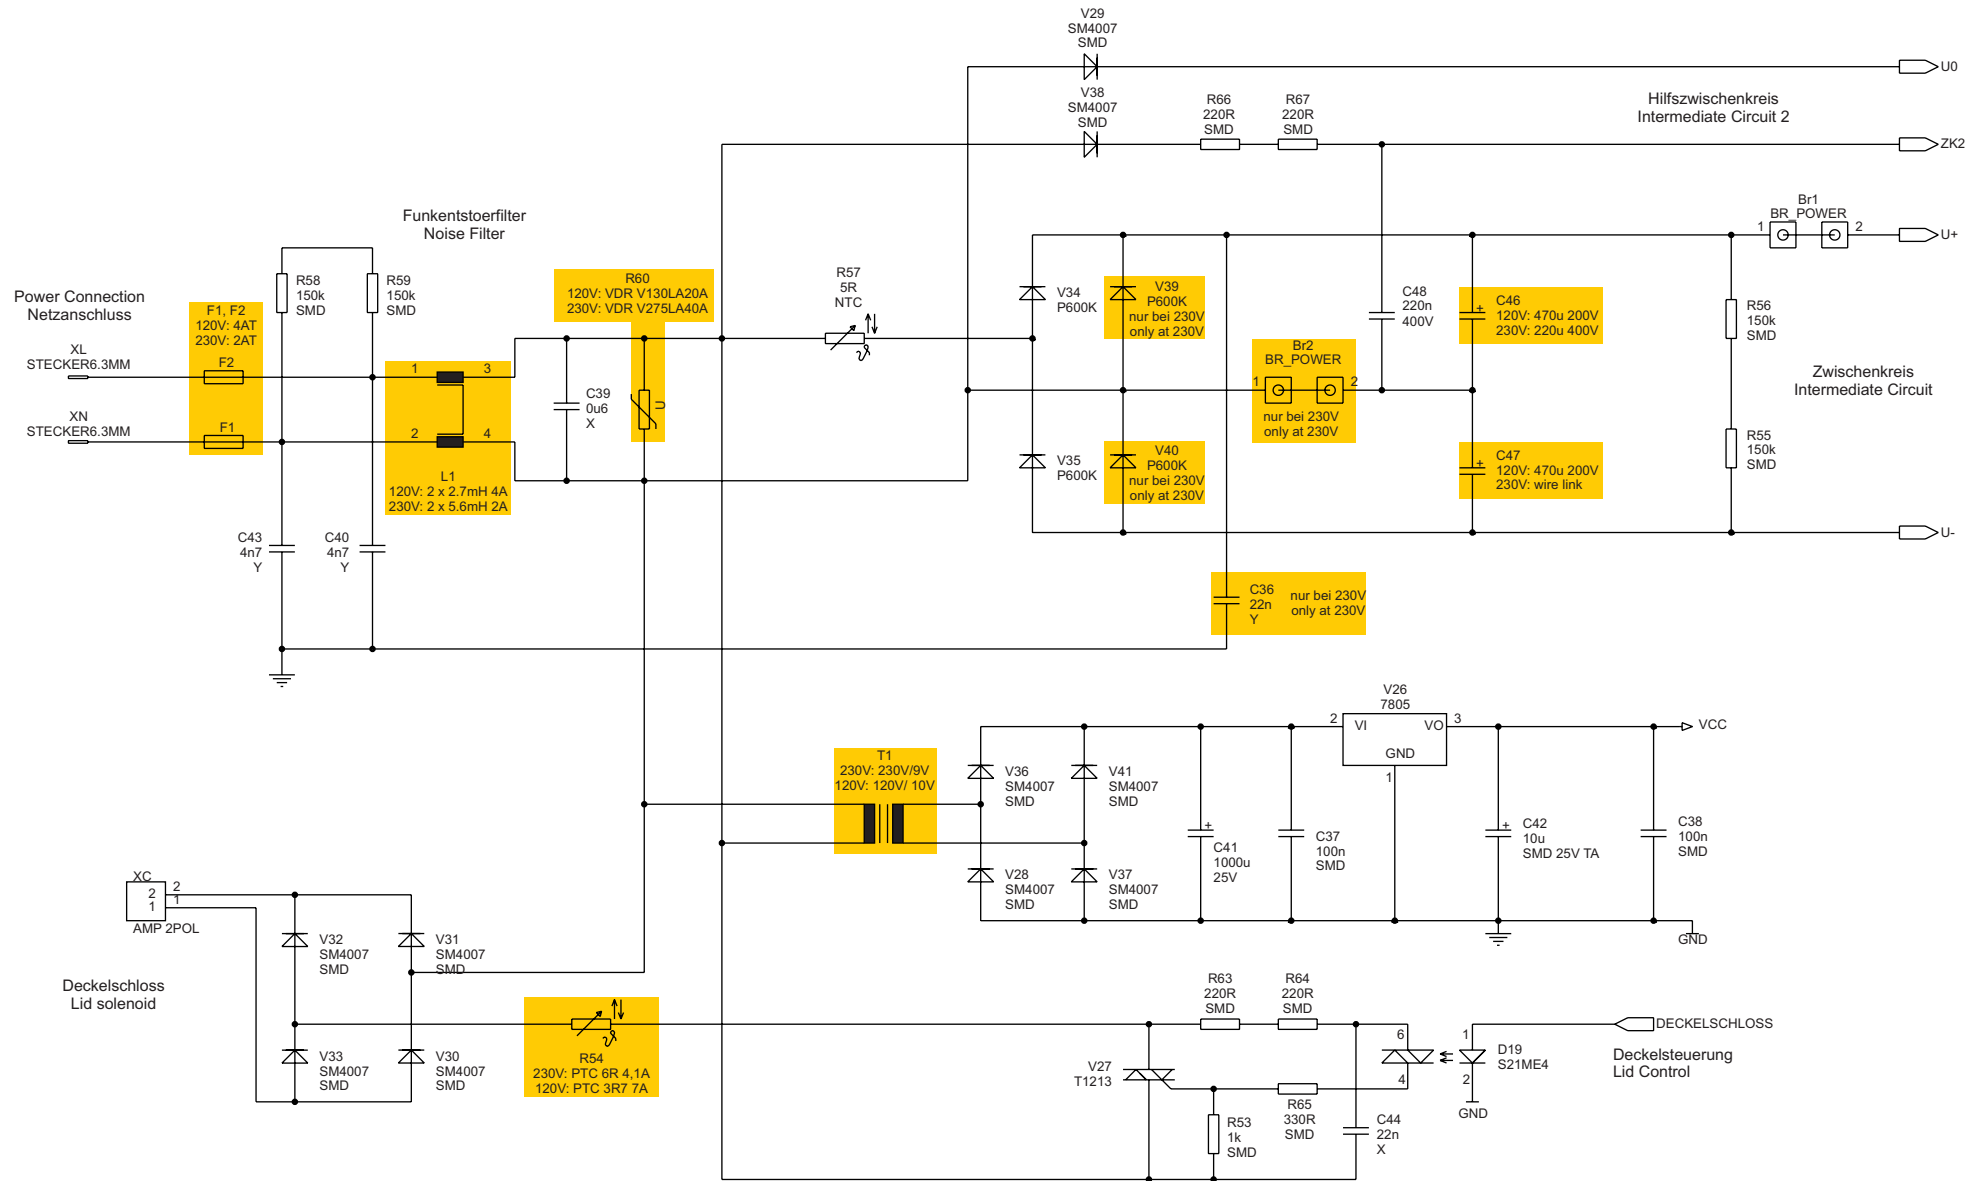 V29
SM4007
SMD
U0
V38
SM4007
SMD
R66
220R
SMD
R67
220R
SMD
Hilfszwischenkreis
Intermediate Circuit 2
ZK2
Br1
BR_POWER
1
2
U+
Funkentstoerfilter
Noise Filter
Power Connection
Netzanschluss
XL
STECKER6.3MM
XN
STECKER6.3MM
F1, F2
120V: 4AT
230V: 2AT
F2
F1
R58
150k
SMD
R59
150k
SMD
1
3
2
4
L1
120V: 2 x 2.7mH 4A
230V: 2 x 5.6mH 2A
C39
0u6
X
R60
120V: VDR V130LA20A
230V: VDR V275LA40A
U
R57
5R
NTC
V34
P600K
V39
P600K
nur bei 230V
only at 230V
Br2
BR_POWER
1
2
nur bei 230V
only at 230V
C48
220n
400V
+
C46
120V: 470u 200V
230V: 220u 400V
R56
150k
SMD
Zwischenkreis
Intermediate Circuit
V35
P600K
V40
P600K
nur bei 230V
only at 230V
+
C47
120V: 470u 200V
230V: wire link
R55
150k
SMD
U-
C43
4n7
Y
C40
4n7
Y
C36
22n
Y
nur bei 230V
only at 230V
T1
230V: 230V/9V
120V: 120V/ 10V
V36
SM4007
SMD
V41
SM4007
SMD
V26
7805
2
VI
VO
3
GND
1
VCC
V28
SM4007
SMD
V37
SM4007
SMD
+
C41
1000u
25V
C37
100n
SMD
+
C42
10u
SMD 25V TA
C38
100n
SMD
GND
XC
2
1
2
1
AMP 2POL
Deckelschloss
Lid solenoid
V32
SM4007
SMD
V31
SM4007
SMD
V33
SM4007
SMD
V30
SM4007
SMD
R54
230V: PTC 6R 4,1A
120V: PTC 3R7 7A
R63
220R
SMD
R64
220R
SMD
V27
T1213
R53
1k
SMD
R65
330R
SMD
C44
22n
X
6
4
1
2
D19
S21ME4
GND
DECKELSCHLOSS
Deckelsteuerung
Lid Control